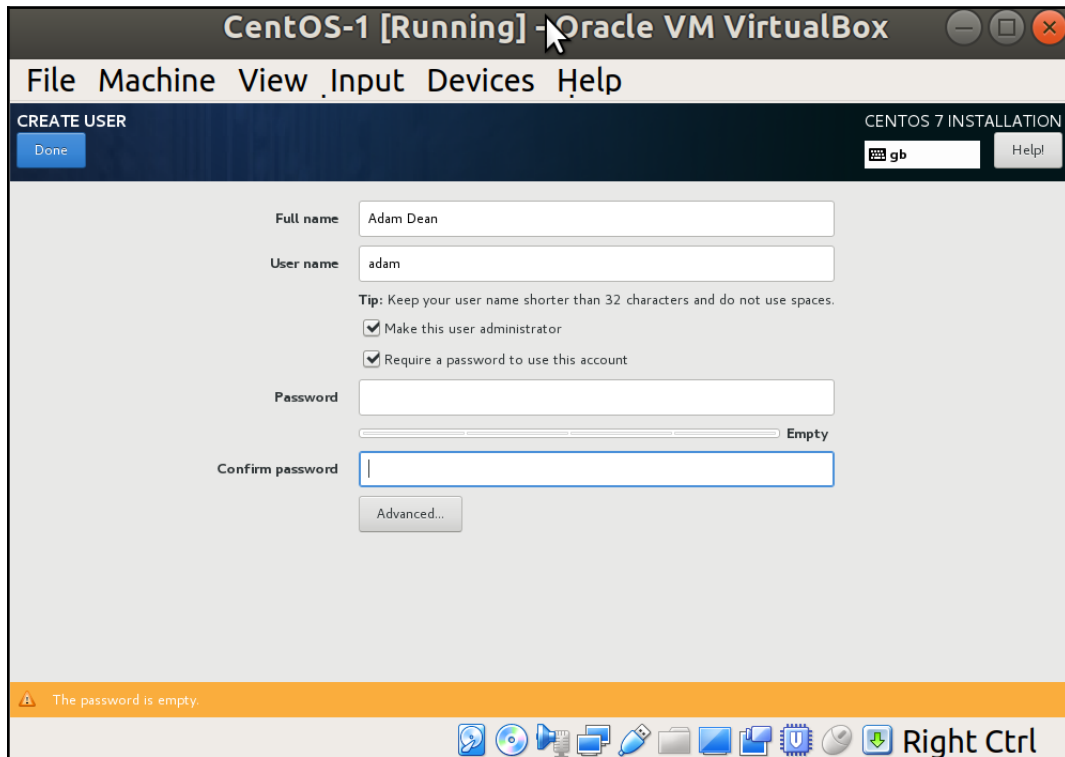 CentOS-1 [Running] - Oracle VM VirtualBox
File Machine View Input Devices Help
CREATE USER
CENTOS 7 INSTALLATION
Done
gb
Help!
Full name
Adam Dean
User name
adam
Tip: Keep your user name shorter than 32 characters and do not use spaces.
Make this user administrator
Require a password to use this account
Password
Empty
Confirm password
Advanced...
The password is empty.
Right Ctrl